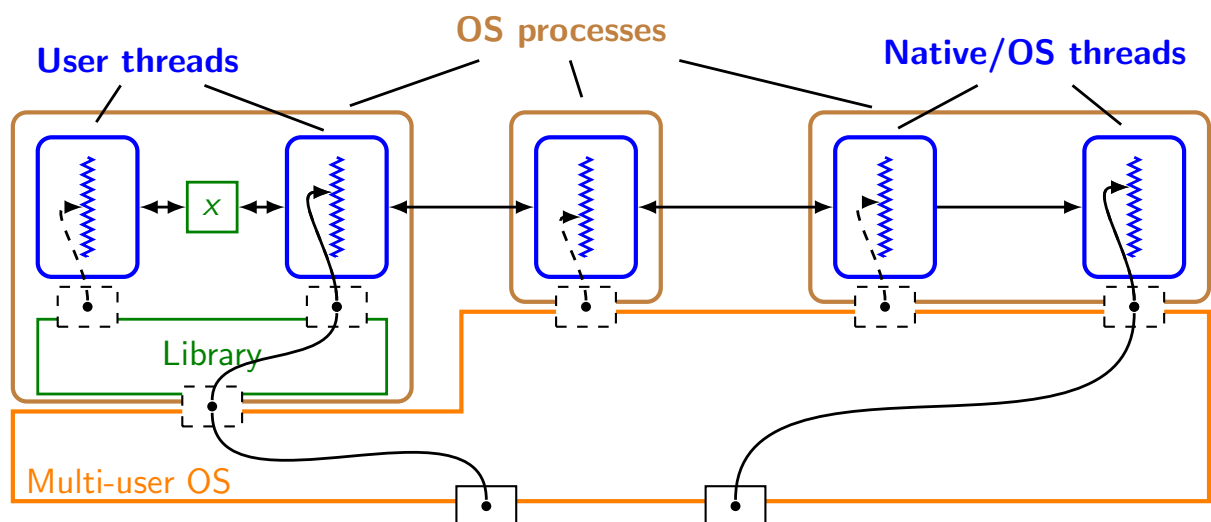 OS processes
User threads
Native/OS threads
x
Library
Multi-user OS